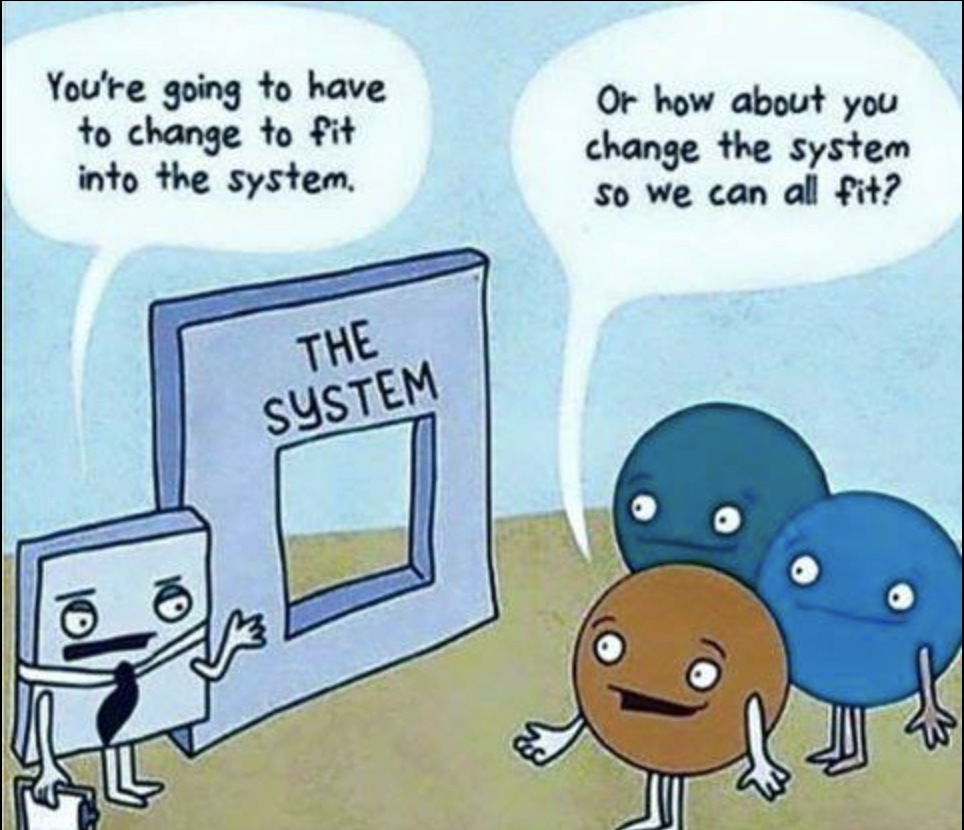 You're going to have
to change to fit
into the system.
Or how about you
change the system
so we can all fit?
THE
SYSTEM